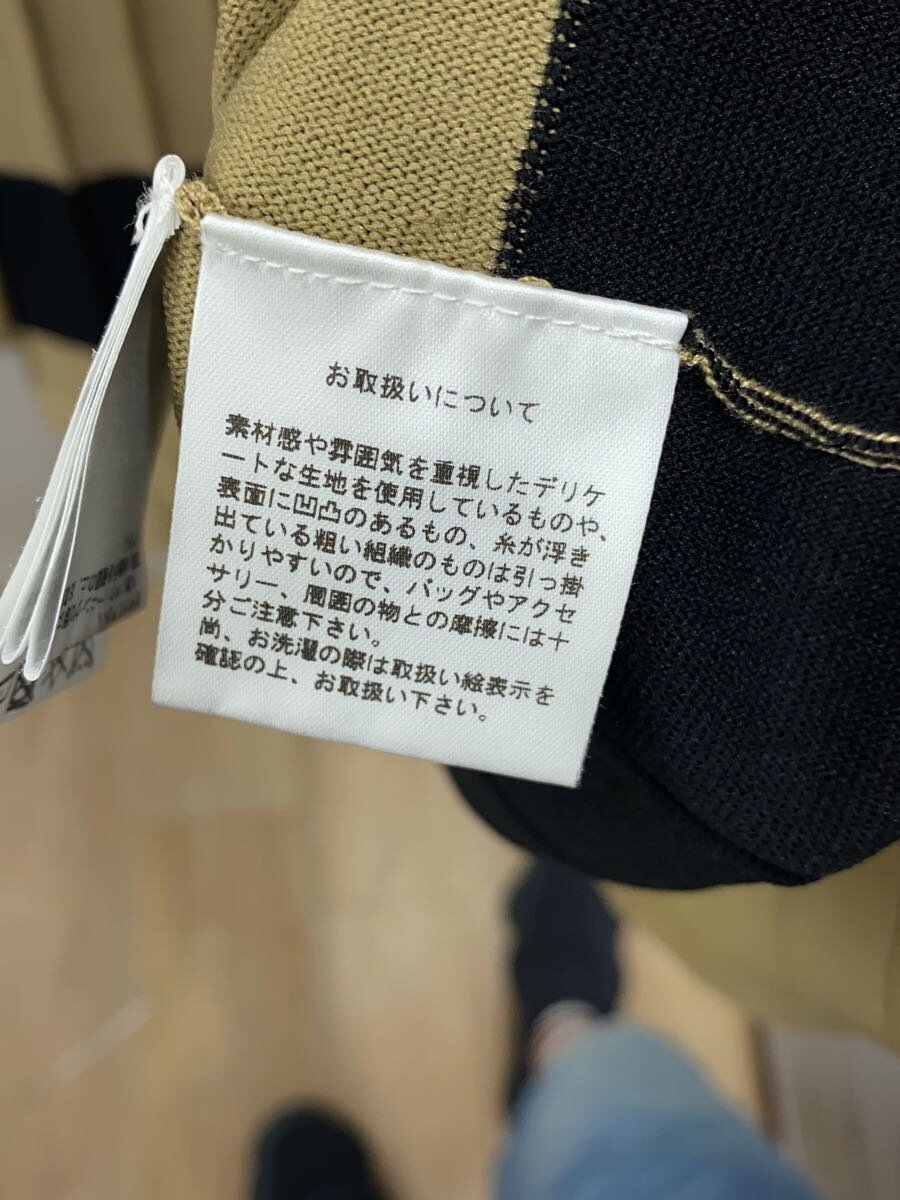 お取扱いについて
素材感や雰囲気を重視したデリケ
ートな生地を使用しているものや、
表面に凹凸のあるもの、糸が浮き
出ている粗い組織のものは引っ掛
かりやすいので、バッグやアクセ
サリー、周囲の物との摩擦には十
分ご注意下さい。
尚、お洗濯の際は取扱い絵表示を
確認の上、お取扱い下さい。